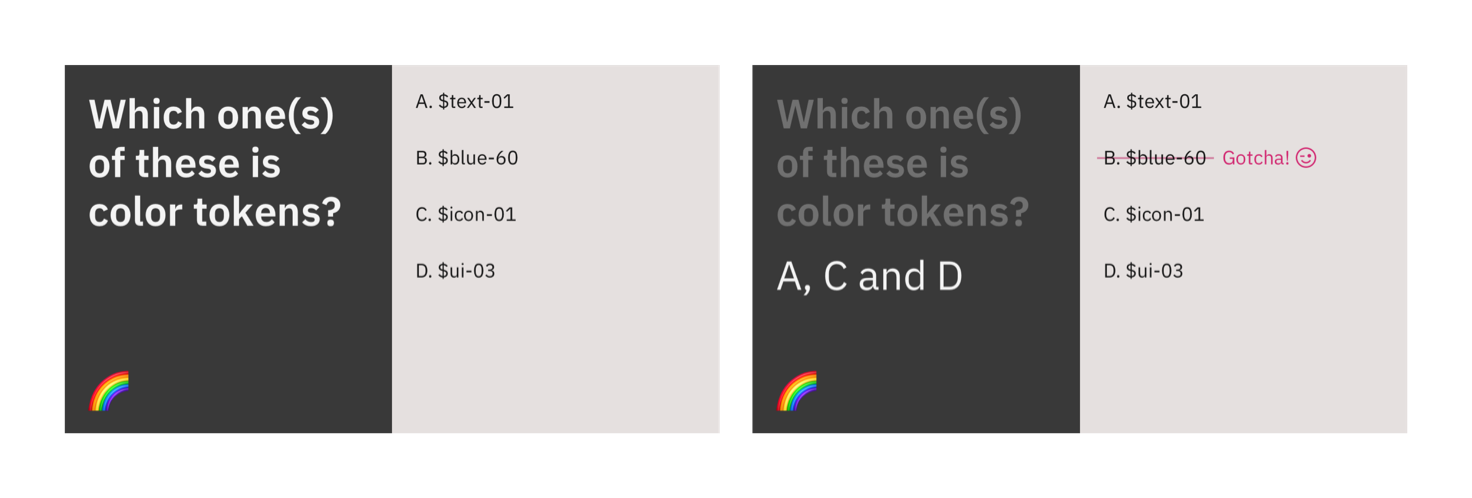 Which one(s)
of these is
color tokens?
A. $text-01
B. $blue-60
C. $icon-01
D. $ui-03
Which one(s)
of these is
color tokens?
A, C and D
A. $text-01
B. $blue-60 Gotcha!
C. $icon-01
D. $ui-03